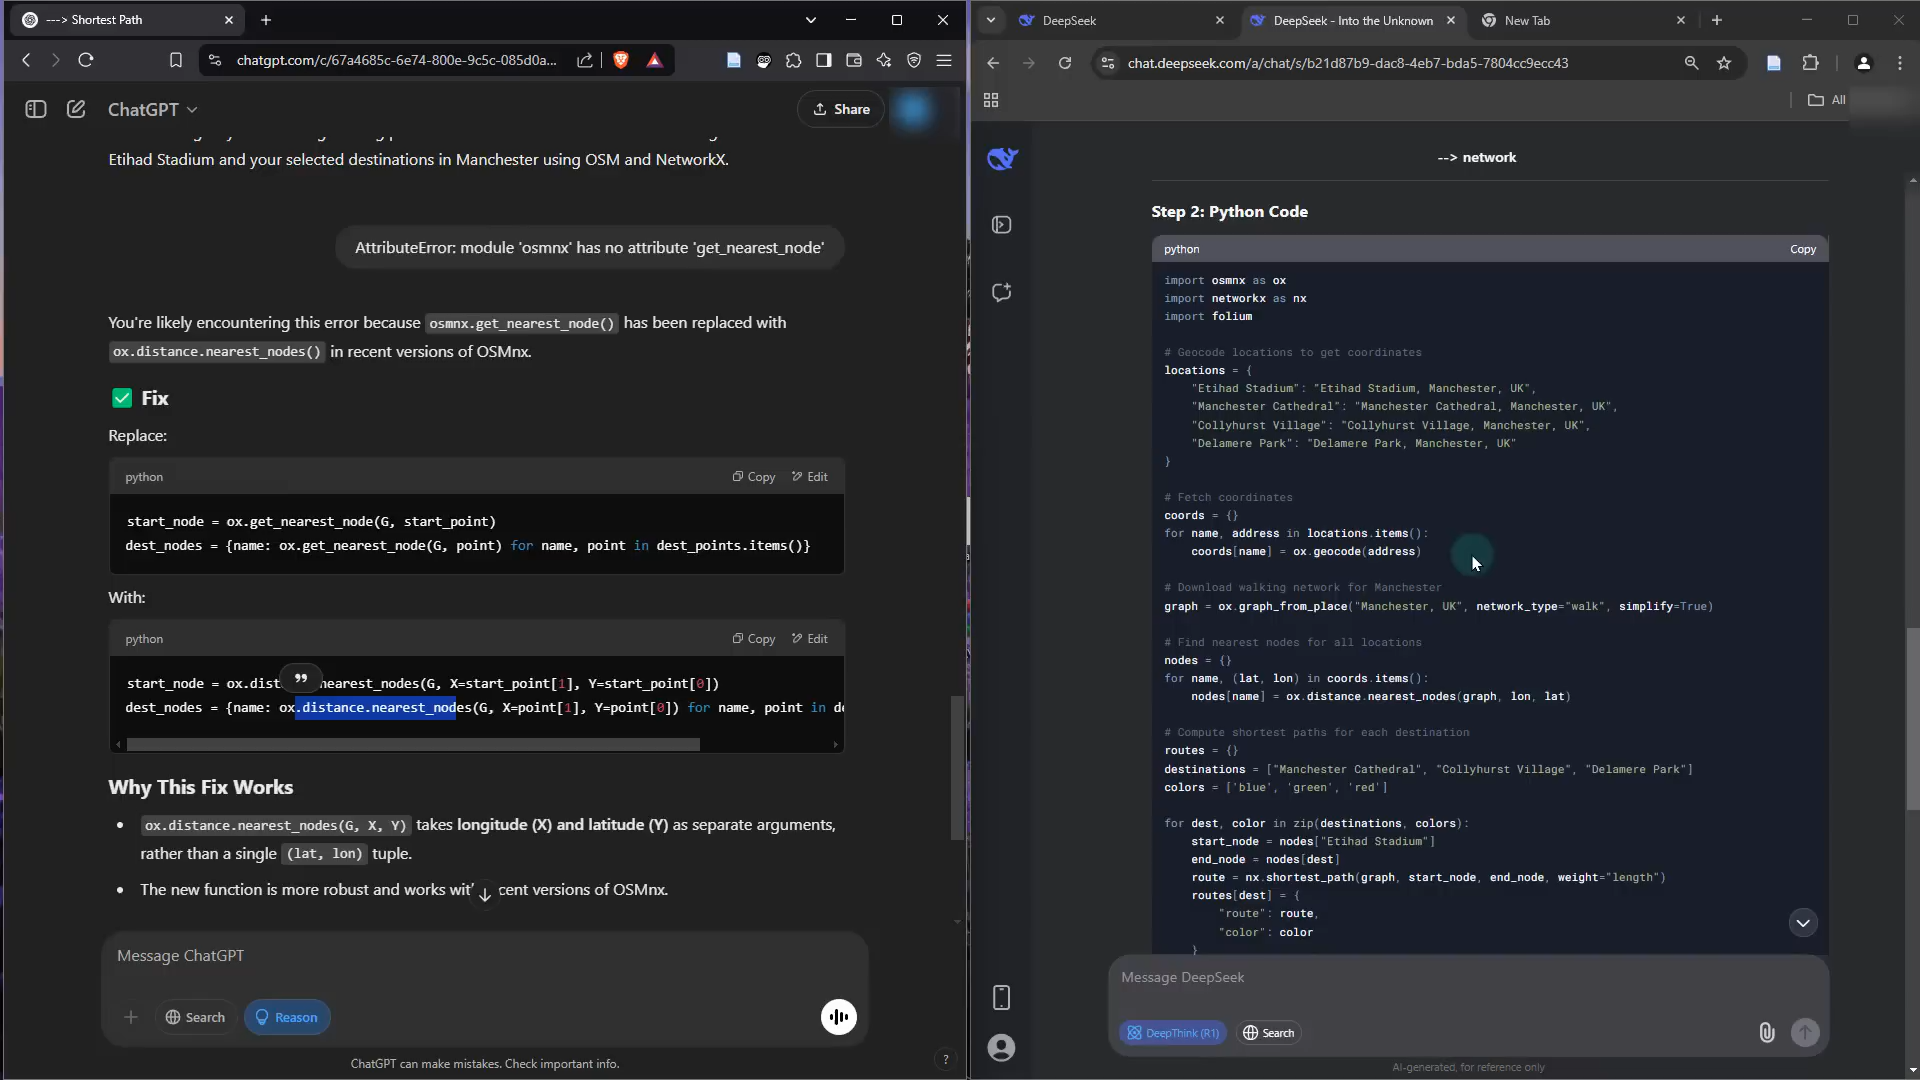 ---> Shortest Path
chatgpt.com/c/67a4685c-6e74-800e-9c5c-085d0a...
ChatGPT
Share
Etihad Stadium and your selected destinations in Manchester using OSM and NetworkX.
AttributeError: module 'osmnx' has no attribute 'get_nearest_node'
You're likely encountering this error because osmnx.get_nearest_node() has been replaced with
ox.distance.nearest_nodes() in recent versions of OSMnx.
Fix
Replace:
python
Copy
Edit
start_node = ox.get_nearest_node(G, start_point)
dest_nodes = {name: ox.get_nearest_node(G, point) for name, point in dest_points.items()}
With:
python
Copy
Edit
start_node = ox.dist nearest_nodes(G, X=start_point[1], Y=start_point[0])
dest_nodes = {name: ox.distance.nearest_nodes(G, X=point[1], Y=point[0]) for name, point in de
Why This Fix Works
• ox.distance.nearest_nodes(G, X, Y) takes longitude (X) and latitude (Y) as separate arguments,
rather than a single (lat, lon) tuple.
• The new function is more robust and works wit cent versions of OSMnx.
Message ChatGPT
Search
Reason
ChatGPT can make mistakes. Check important info.
?
DeepSeek
DeepSeek - Into the Unknown
New Tab
chat.deepseek.com/a/chat/s/b21d87b9-dac8-4eb7-bda5-7804cc9ecc43
All
--> network
Step 2: Python Code
python
Copy
import osmnx as ox
import networkx as nx
import folium
# Geocode locations to get coordinates
locations = {
"Etihad Stadium": "Etihad Stadium, Manchester, UK",
"Manchester Cathedral": "Manchester Cathedral, Manchester, UK",
"Collyhurst Village": "Collyhurst Village, Manchester, UK",
"Delamere Park": "Delamere Park, Manchester, UK"
}
# Fetch coordinates
coords = {}
for name, address in locations.items():
coords[name] = ox.geocode(address)
# Download walking network for Manchester
graph = ox.graph_from_place("Manchester, UK", network_type="walk", simplify=True)
# Find nearest nodes for all locations
nodes = {}
for name, (lat, lon) in coords.items():
nodes[name] = ox.distance.nearest_nodes(graph, lon, lat)
# Compute shortest paths for each destination
routes = {}
destinations = ["Manchester Cathedral", "Collyhurst Village", "Delamere Park"]
colors = ['blue', 'green', 'red']
for dest, color in zip(destinations, colors):
start_node = nodes["Etihad Stadium"]
end_node = nodes[dest]
route = nx.shortest_path(graph, start_node, end_node, weight="length")
routes[dest] = {
"route": route,
"color": color
}
Message DeepSeek
DeepThink (R1)
Search
AI-generated, for reference only